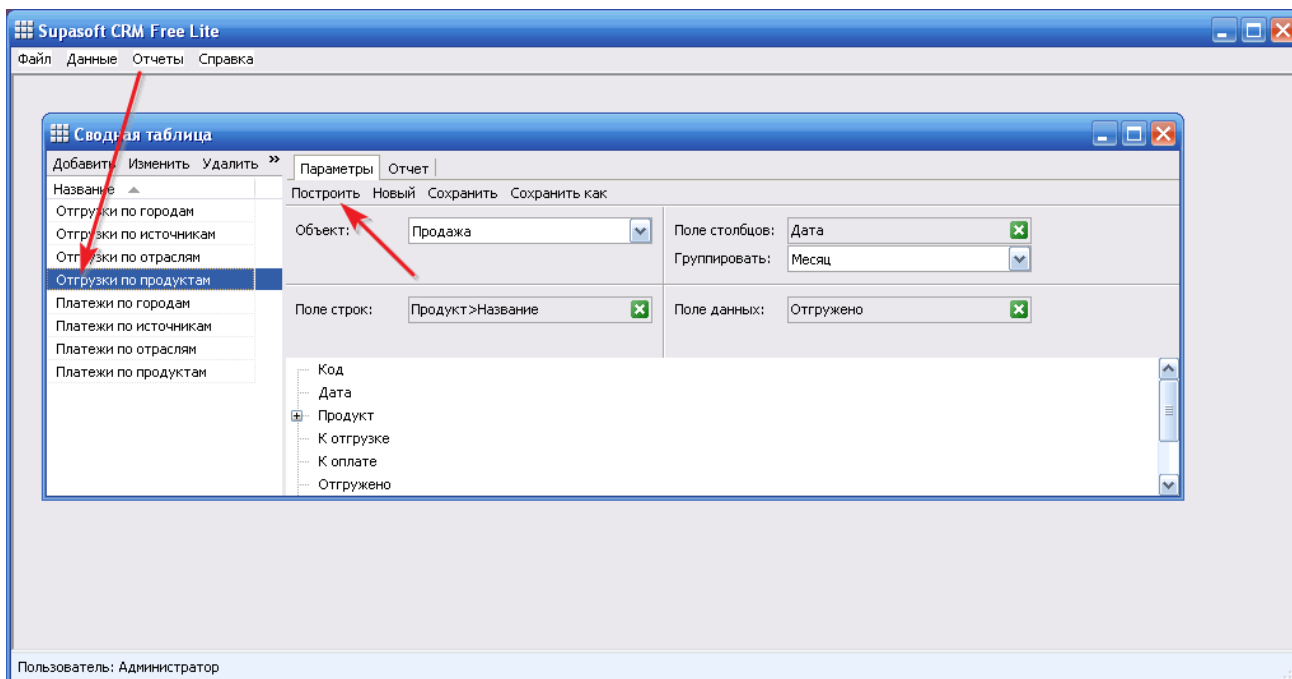 Supasoft CRM Free Lite
Файл Данные Отчеты Справка
Сводная таблица
Добавить Изменить Удалить »
Параметры Отчет
Название
Построить Новый Сохранить Сохранить как
Отгрузки по городам
Отгрузки по источникам
Отгрузки по отраслям
Отгрузки по продуктам
Платежи по городам
Платежи по источникам
Платежи по отраслям
Платежи по продуктам
Объект: Продажа
Поле столбцов: Дата
Группировать: Месяц
Поле строк: Продукт>Название
Поле данных: Отгружено
Код
Дата
Продукт
К отгрузке
К оплате
Отгружено
Пользователь: Администратор